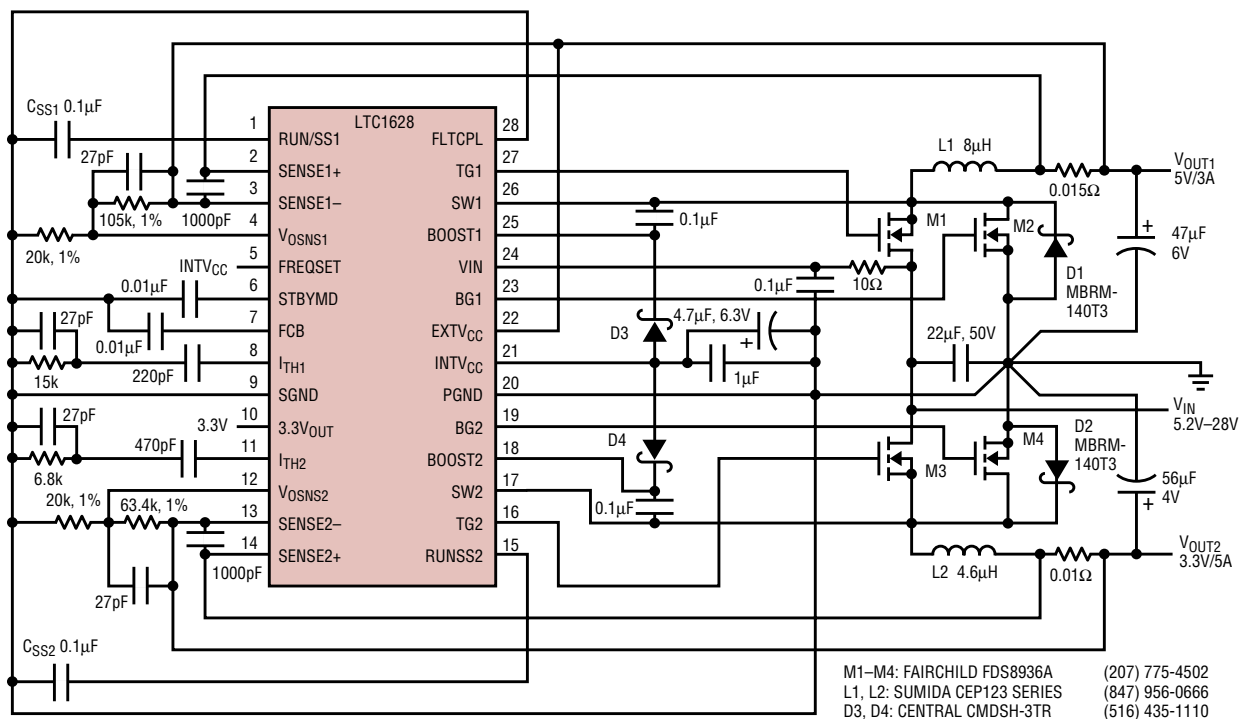 CSS1 0.1µF
27pF
105k, 1%
1000pF
20k, 1%
INTVCC
0.01µF
27pF
0.01µF
15k
220pF
27pF
3.3V
470pF
6.8k
20k, 1%
63.4k, 1%
1000pF
27pF
CSS2 0.1µF
LTC1628
1 RUN/SS1
2 SENSE1+
3 SENSE1–
4 VOSNS1
5 FREQSET
6 STBYMD
7 FCB
8 ITH1
9 SGND
10 3.3VOUT
11 ITH2
12 VOSNS2
13 SENSE2–
14 SENSE2+
28 FLTCPL
27 TG1
26 SW1
25 BOOST1
24 VIN
23 BG1
22 EXTVCC
21 INTVCC
20 PGND
19 BG2
18 BOOST2
17 SW2
16 TG2
15 RUNSS2
L1 8µH
0.015Ω
VOUT1
5V/3A
0.1µF
M1
M2
47µF
6V
+
10Ω
0.1µF
D1
MBRM-
140T3
D3
4.7µF, 6.3V
+
22µF, 50V
1µF
VIN
5.2V–28V
D4
D2
MBRM-
140T3
M3
M4
0.1µF
56µF
4V
+
L2 4.6µH
0.01Ω
VOUT2
3.3V/5A
M1–M4: FAIRCHILD FDS8936A (207) 775-4502
L1, L2: SUMIDA CEP123 SERIES (847) 956-0666
D3, D4: CENTRAL CMDSH-3TR (516) 435-1110